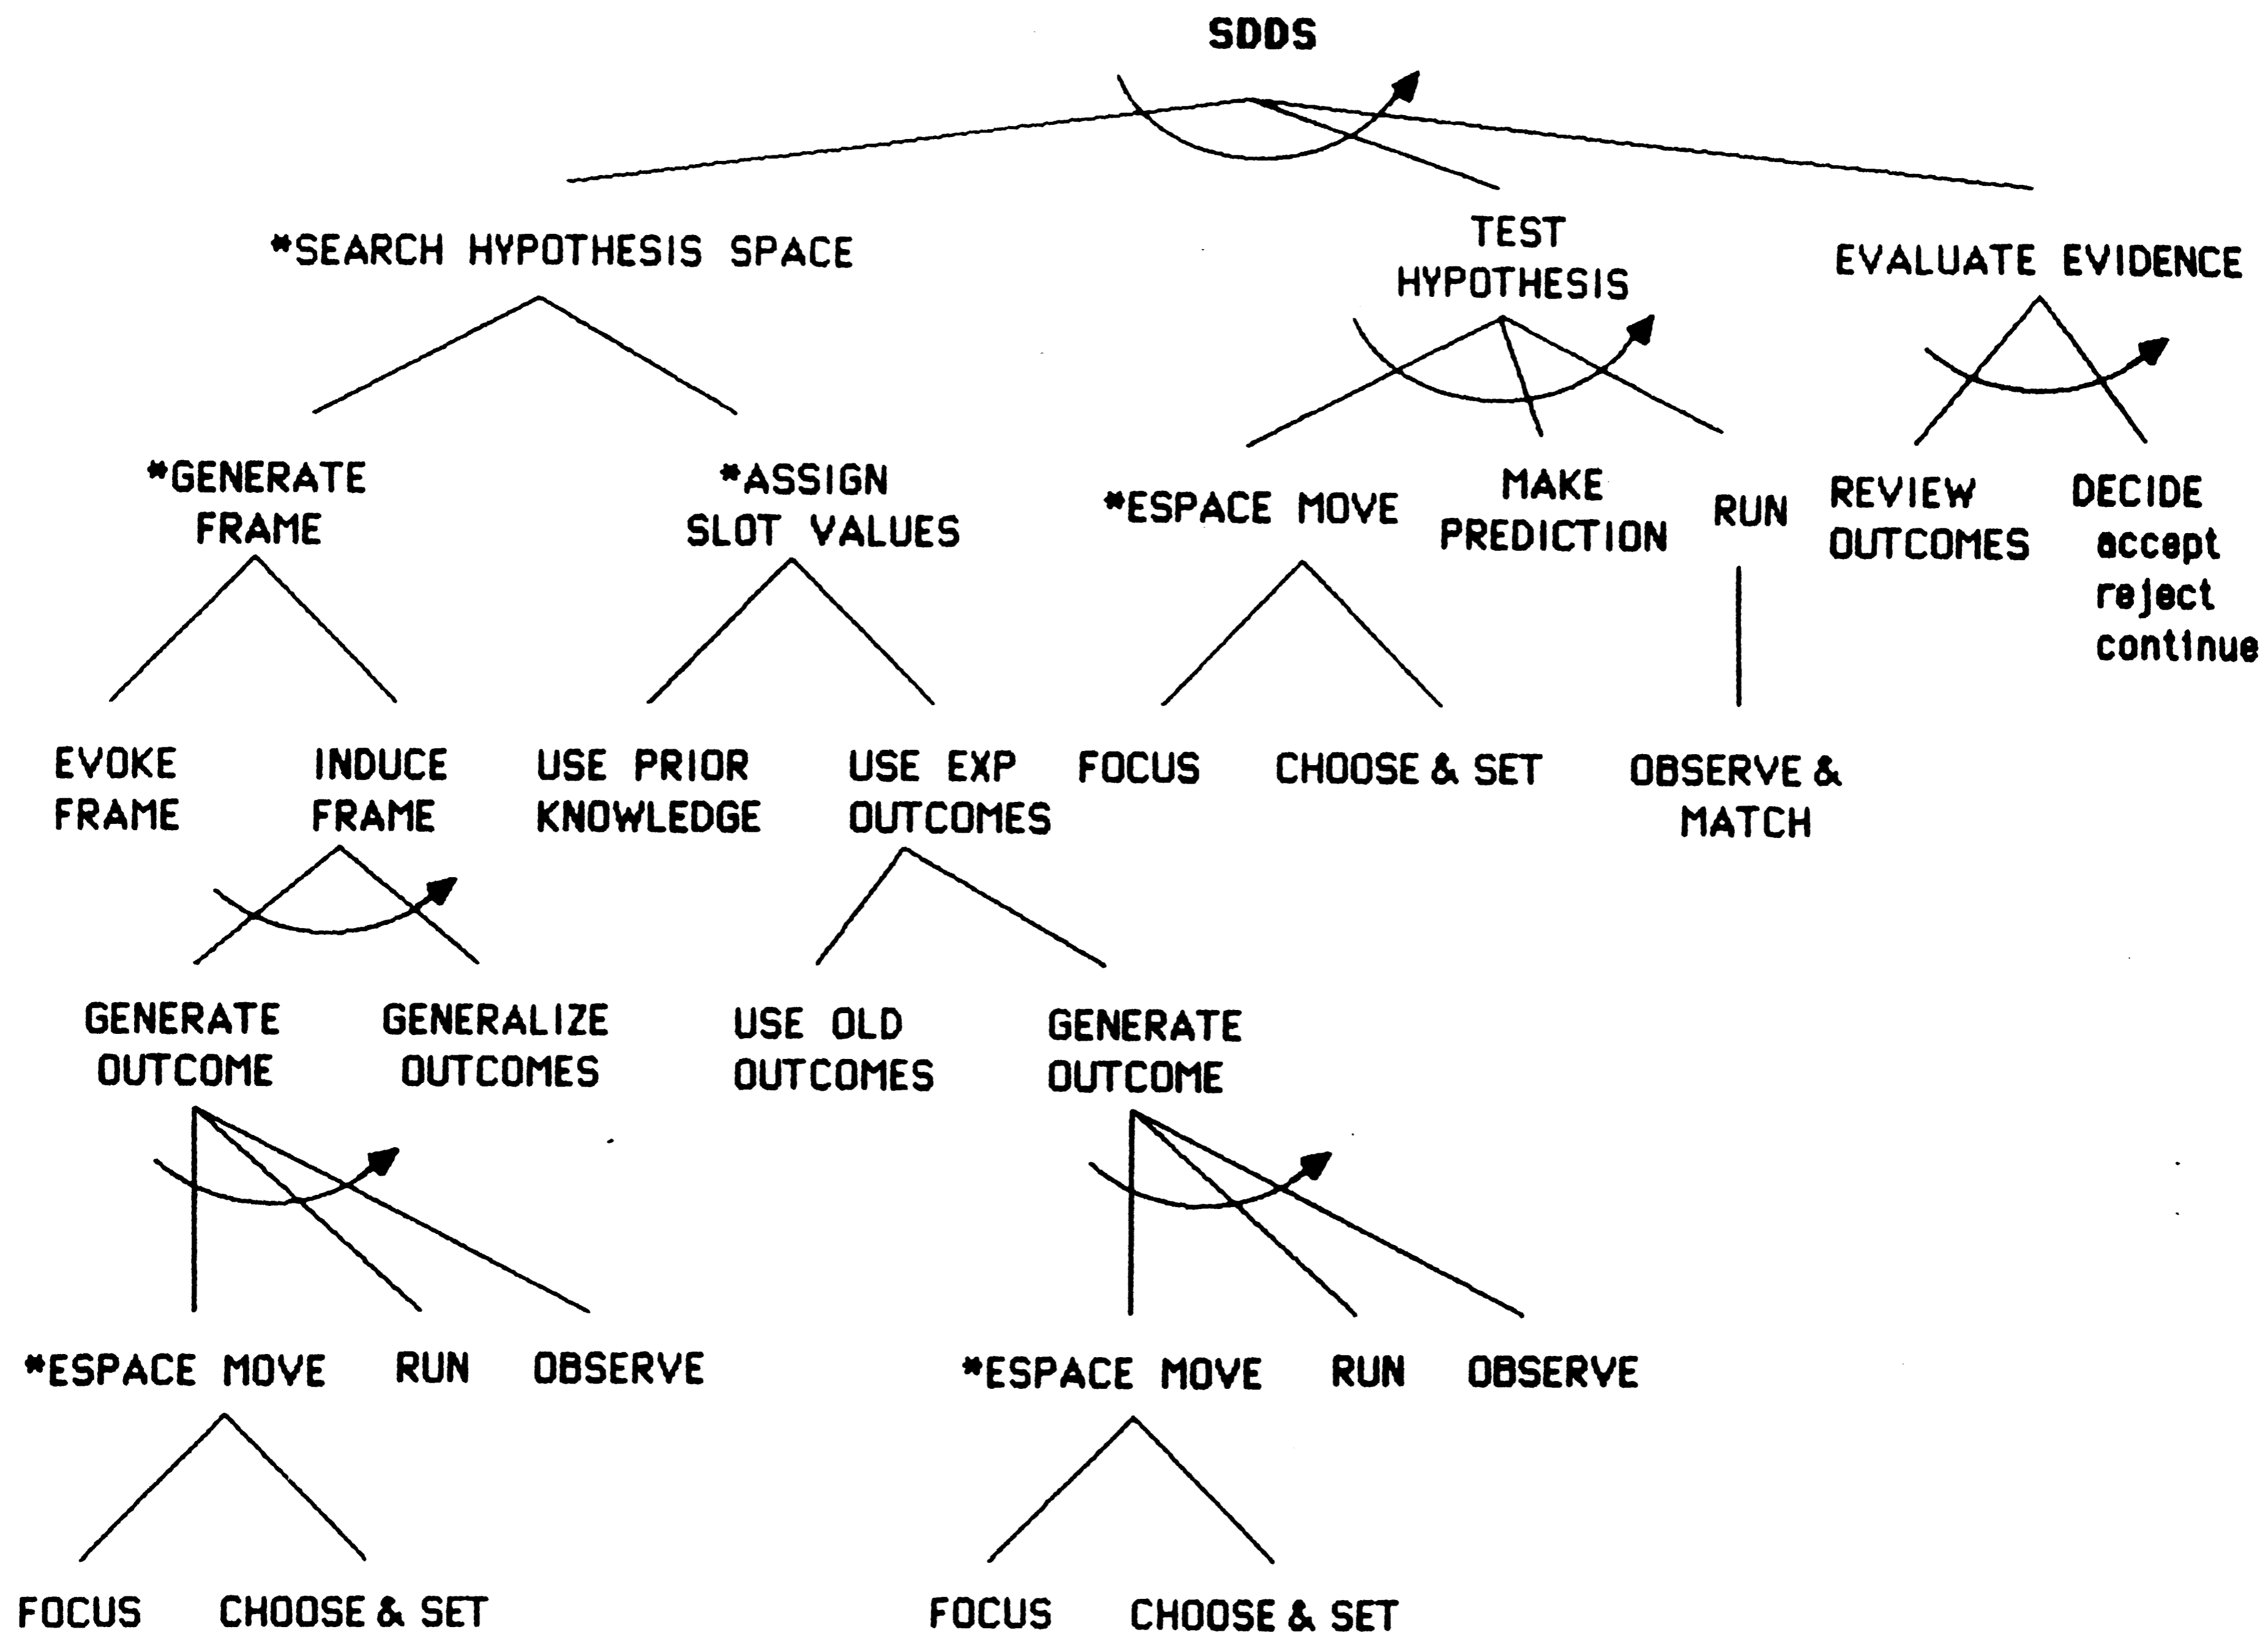 SDDS
*SEARCH HYPOTHESIS SPACE
TEST
HYPOTHESIS
EVALUATE EVIDENCE
*GENERATE
FRAME
*ASSIGN
SLOT VALUES
*ESPACE MOVE
MAKE
PREDICTION
RUN
REVIEW
OUTCOMES
DECIDE
accept
reject
continue
EVOKE
FRAME
INDUCE
FRAME
USE PRIOR
KNOWLEDGE
USE EXP
OUTCOMES
FOCUS
CHOOSE & SET
OBSERVE &
MATCH
GENERATE
OUTCOME
GENERALIZE
OUTCOMES
USE OLD
OUTCOMES
GENERATE
OUTCOME
*ESPACE MOVE
RUN
OBSERVE
*ESPACE MOVE
RUN
OBSERVE
FOCUS
CHOOSE & SET
FOCUS
CHOOSE & SET